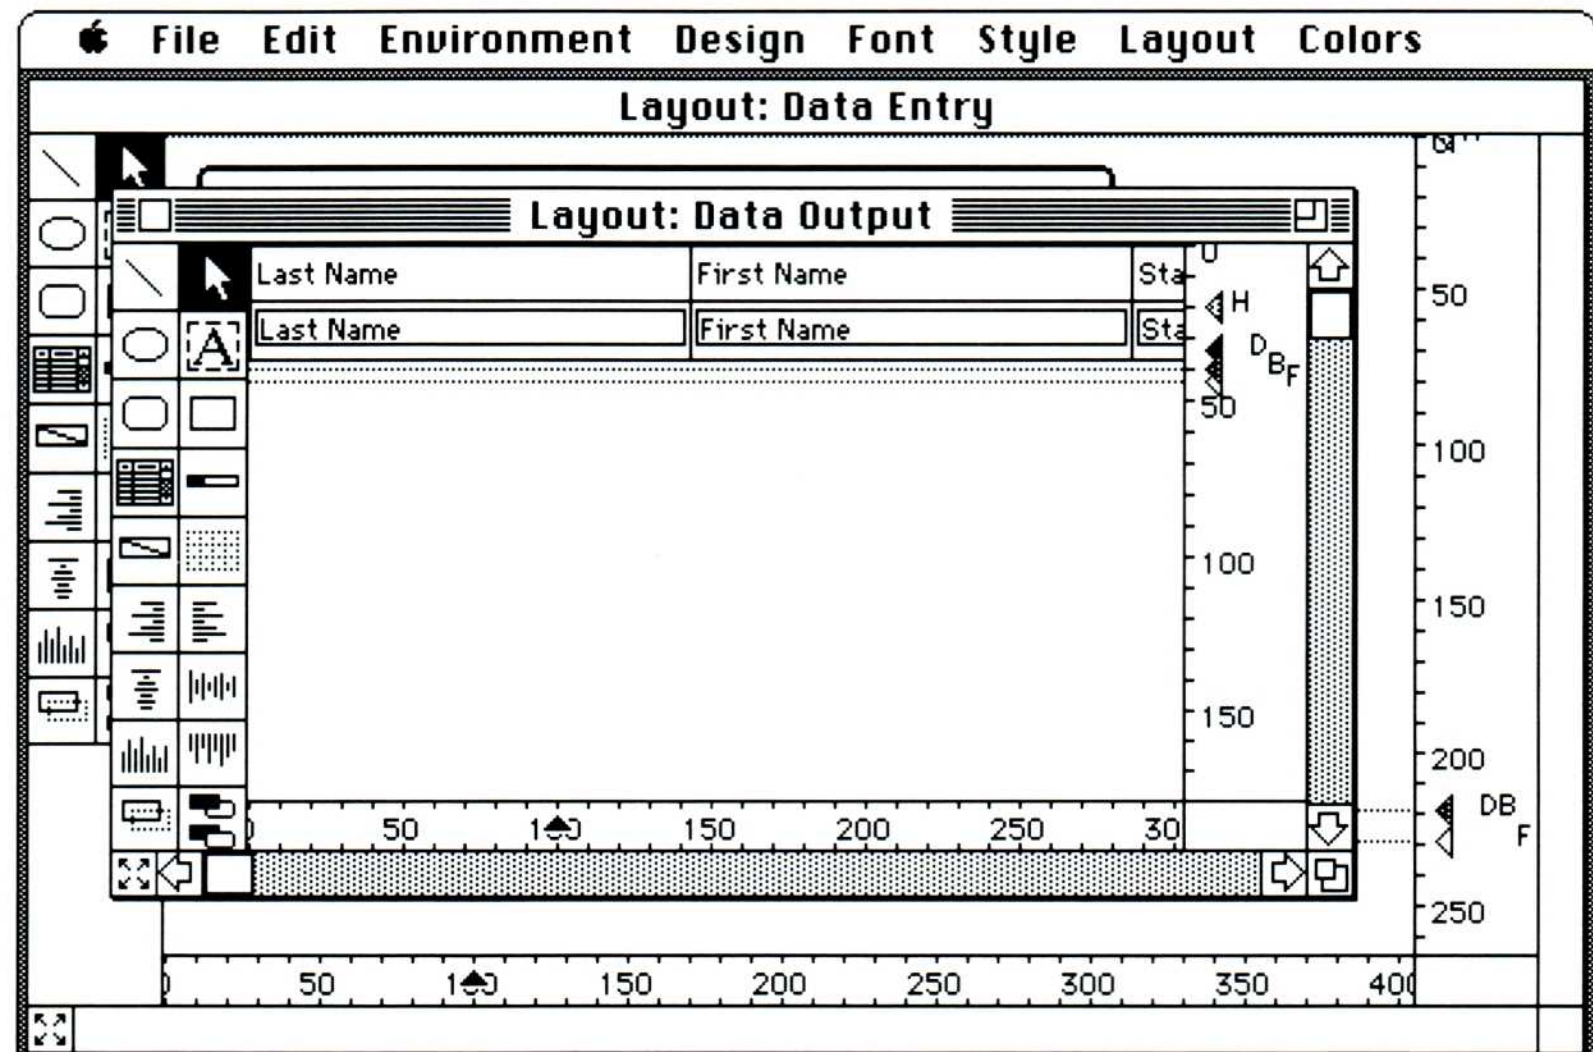 File Edit Environment Design Font Style Layout Colors
Layout: Data Entry
Layout: Data Output
Last Name First Name Sta
Last Name First Name Sta
H
D
B
F
50
100
150
50 100 150 200 250 30
50
100
150
200
DB
F
250
50 100 150 200 250 300 350 400